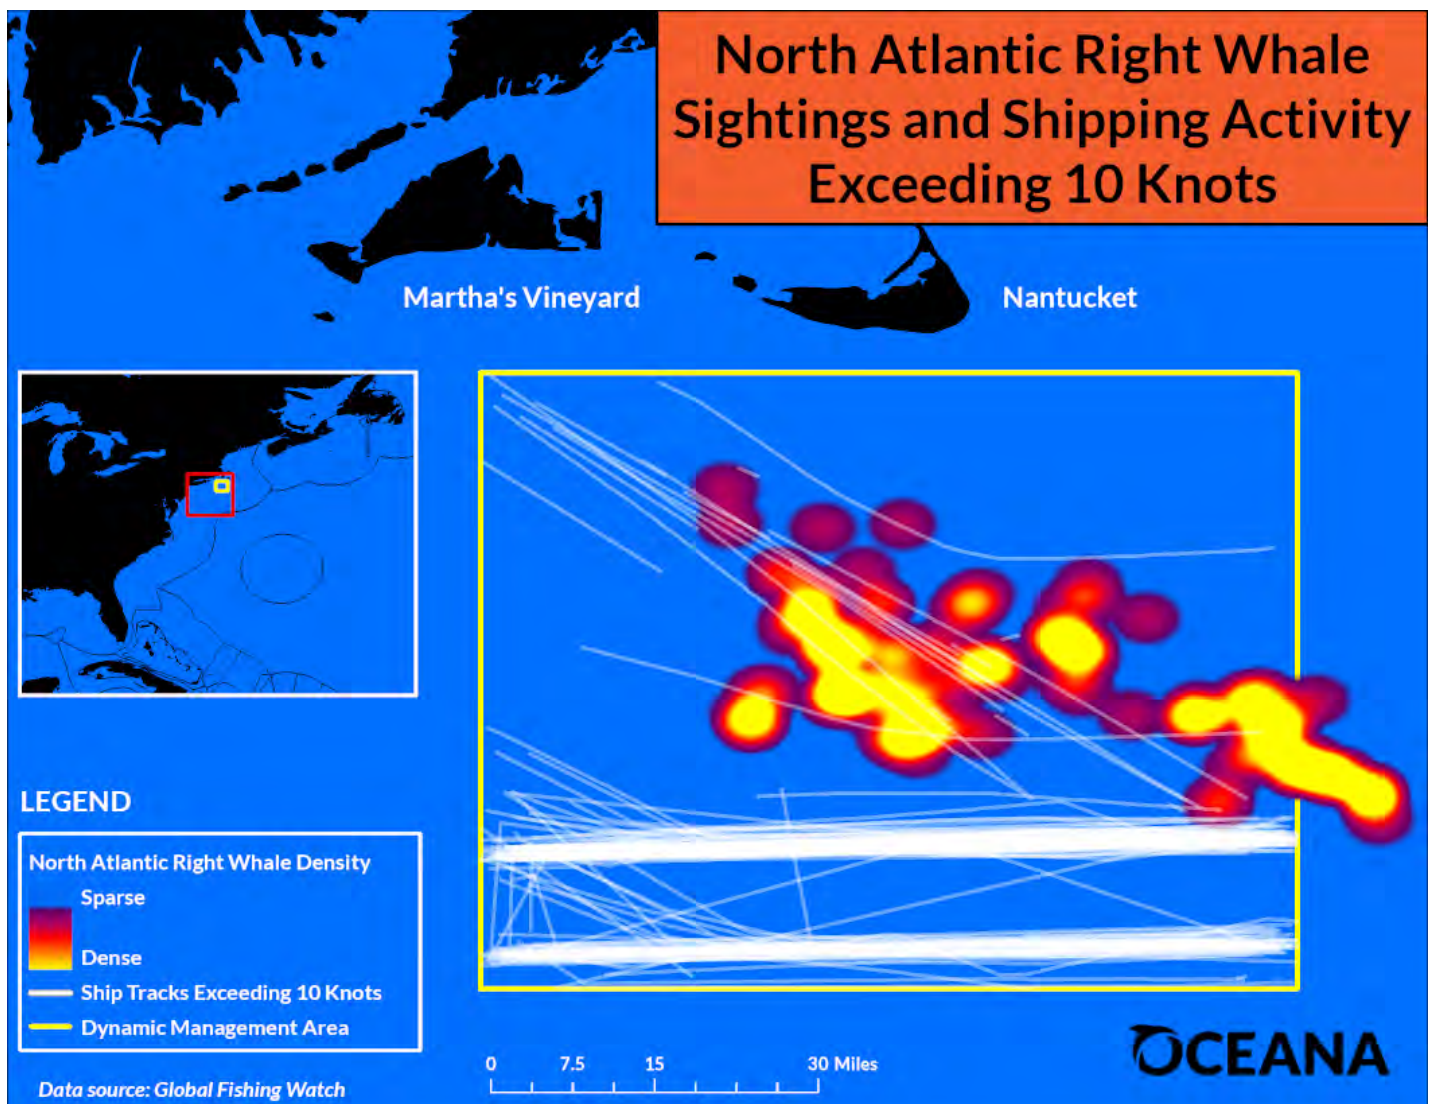 North Atlantic Right Whale
Sightings and Shipping Activity
Exceeding 10 Knots
Martha's Vineyard
Nantucket
LEGEND
North Atlantic Right Whale Density
Sparse
Dense
Ship Tracks Exceeding 10 Knots
Dynamic Management Area
Data source: Global Fishing Watch
0 7.5 15 30 Miles
OCEANA